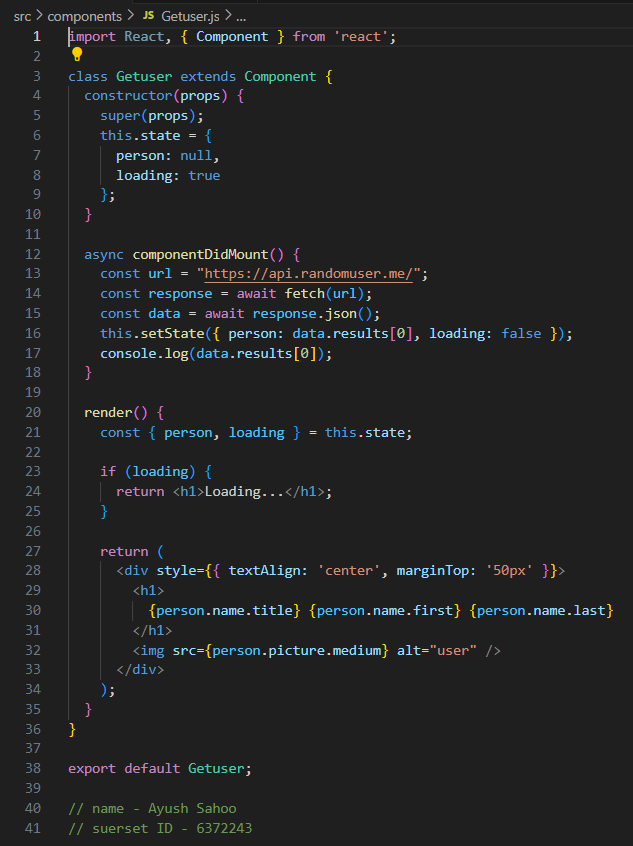 src > components > JS Getuser.js > ...
1 import React, { Component } from 'react';
2
3 class Getuser extends Component {
4   constructor(props) {
5     super(props);
6     this.state = {
7       person: null,
8       loading: true
9     };
10   }
11
12   async componentDidMount() {
13     const url = "https://api.randomuser.me/";
14     const response = await fetch(url);
15     const data = await response.json();
16     this.setState({ person: data.results[0], loading: false });
17     console.log(data.results[0]);
18   }
19
20   render() {
21     const { person, loading } = this.state;
22
23     if (loading) {
24       return <h1>Loading...</h1>;
25     }
26
27     return (
28       <div style={{ textAlign: 'center', marginTop: '50px' }}>
29         <h1>
30           {person.name.title} {person.name.first} {person.name.last}
31         </h1>
32         <img src={person.picture.medium} alt="user" />
33       </div>
34     );
35   }
36 }
37
38 export default Getuser;
39
40 // name - Ayush Sahoo
41 // suerset ID - 6372243